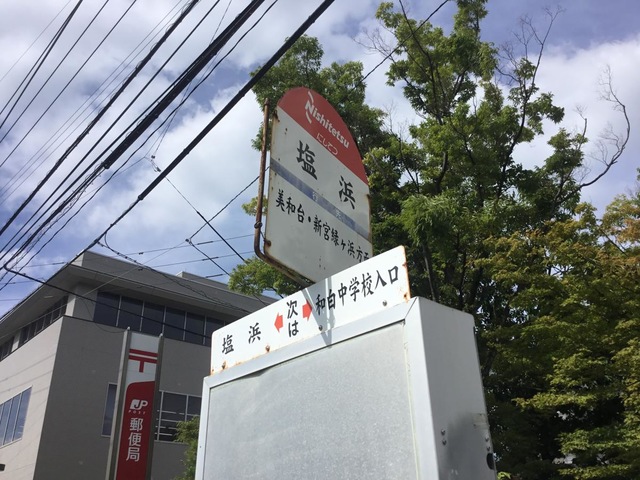 Nishitetsu
にしてつ
塩浜
美和台・新宮緑ヶ浜方面
塩浜 次は 和白中学校入口
〒
JP
POST
郵便局